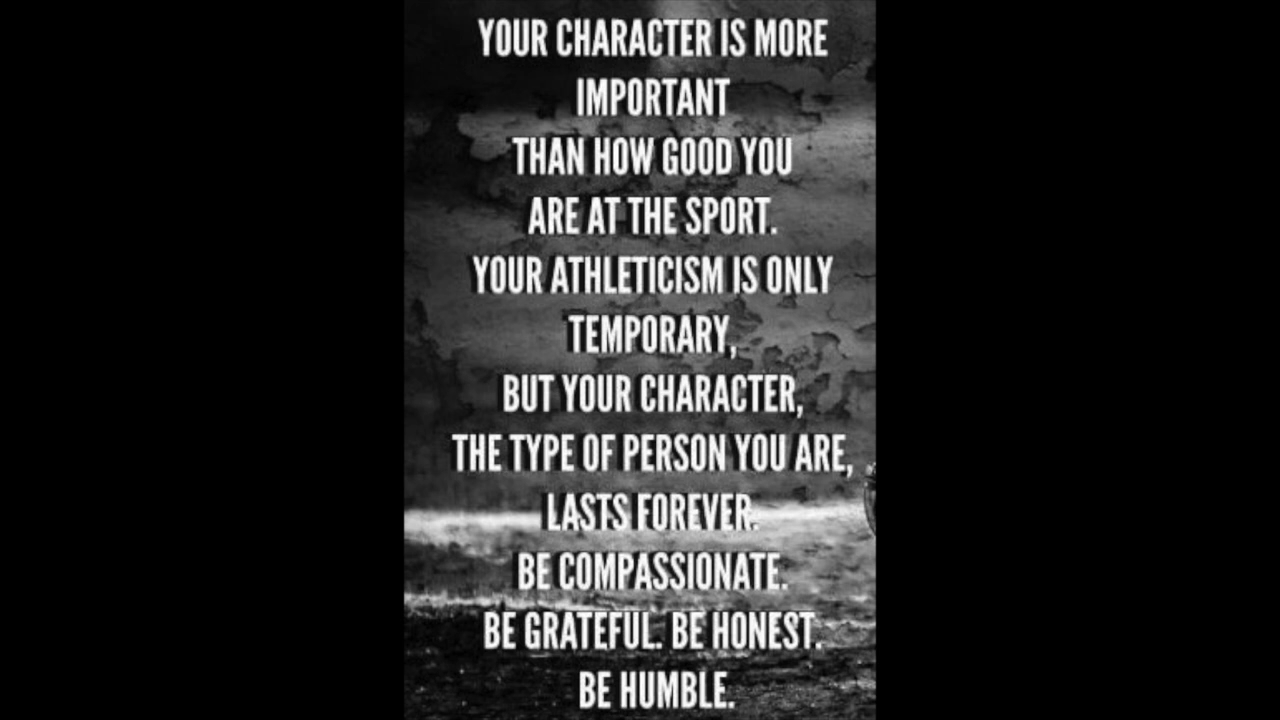 YOUR CHARACTER IS MORE
IMPORTANT
THAN HOW GOOD YOU
ARE AT THE SPORT.
YOUR ATHLETICISM IS ONLY
TEMPORARY,
BUT YOUR CHARACTER,
THE TYPE OF PERSON YOU ARE,
LASTS FOREVER.
BE COMPASSIONATE.
BE GRATEFUL. BE HONEST.
BE HUMBLE.